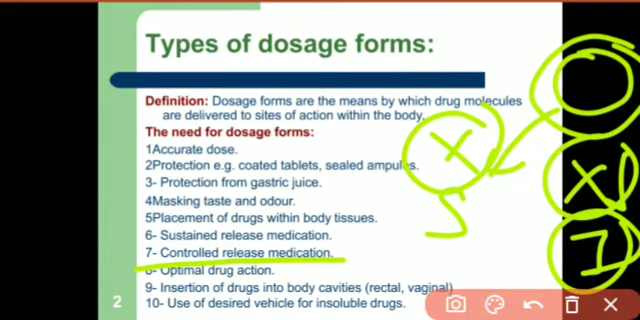 Types of dosage forms:
Definition: Dosage forms are the means by which drug molecules
are delivered to sites of action within the body.
The need for dosage forms:
1Accurate dose.
2Protection e.g. coated tablets, sealed ampules.
3- Protection from gastric juice.
4Masking taste and odour.
5Placement of drugs within body tissues.
6- Sustained release medication.
7- Controlled release medication.
8- Optimal drug action.
9- Insertion of drugs into body cavities (rectal, vaginal)
10- Use of desired vehicle for insoluble drugs.
2